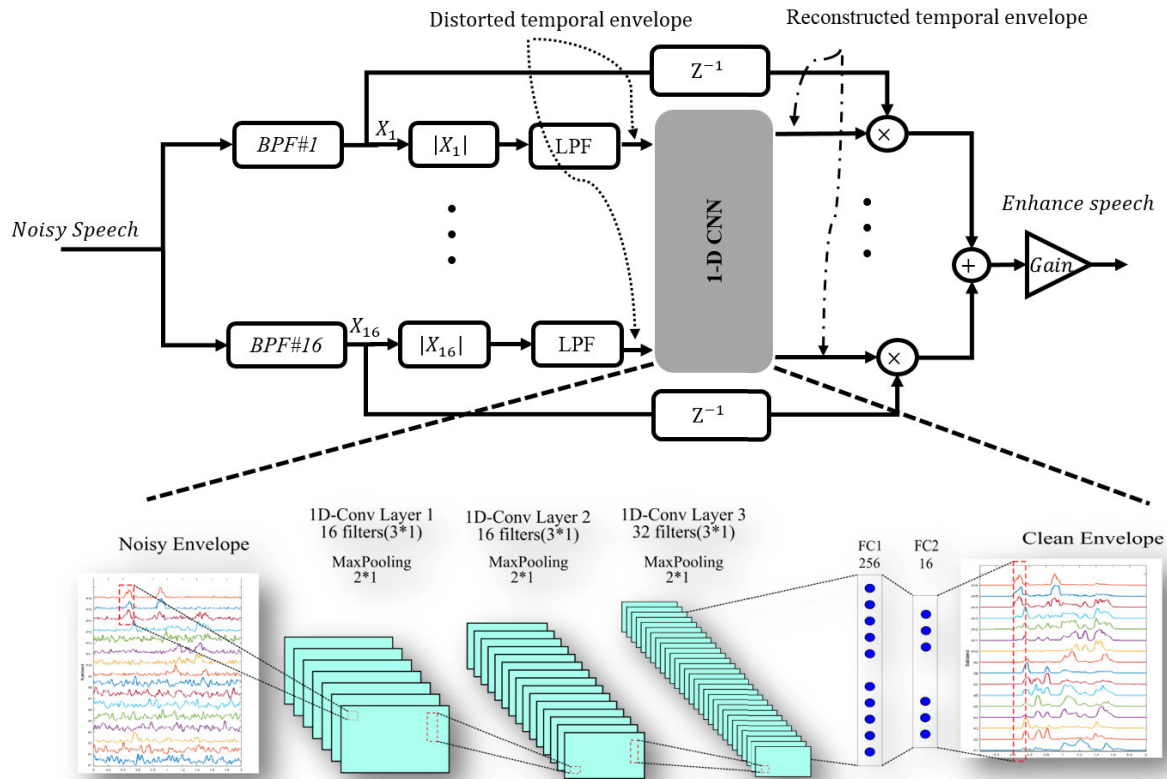 Distorted temporal envelope
Reconstructed temporal envelope
Z⁻¹
BPF#1
X₁
|X₁|
LPF
×
Noisy Speech
1-D CNN
Enhance speech
+
Gain
BPF#16
X₁₆
|X₁₆|
LPF
×
Z⁻¹
Noisy Envelope
1D-Conv Layer 1
16 filters(3*1)
MaxPooling
2*1
1D-Conv Layer 2
16 filters(3*1)
MaxPooling
2*1
1D-Conv Layer 3
32 filters(3*1)
MaxPooling
2*1
FC1
256
FC2
16
Clean Envelope